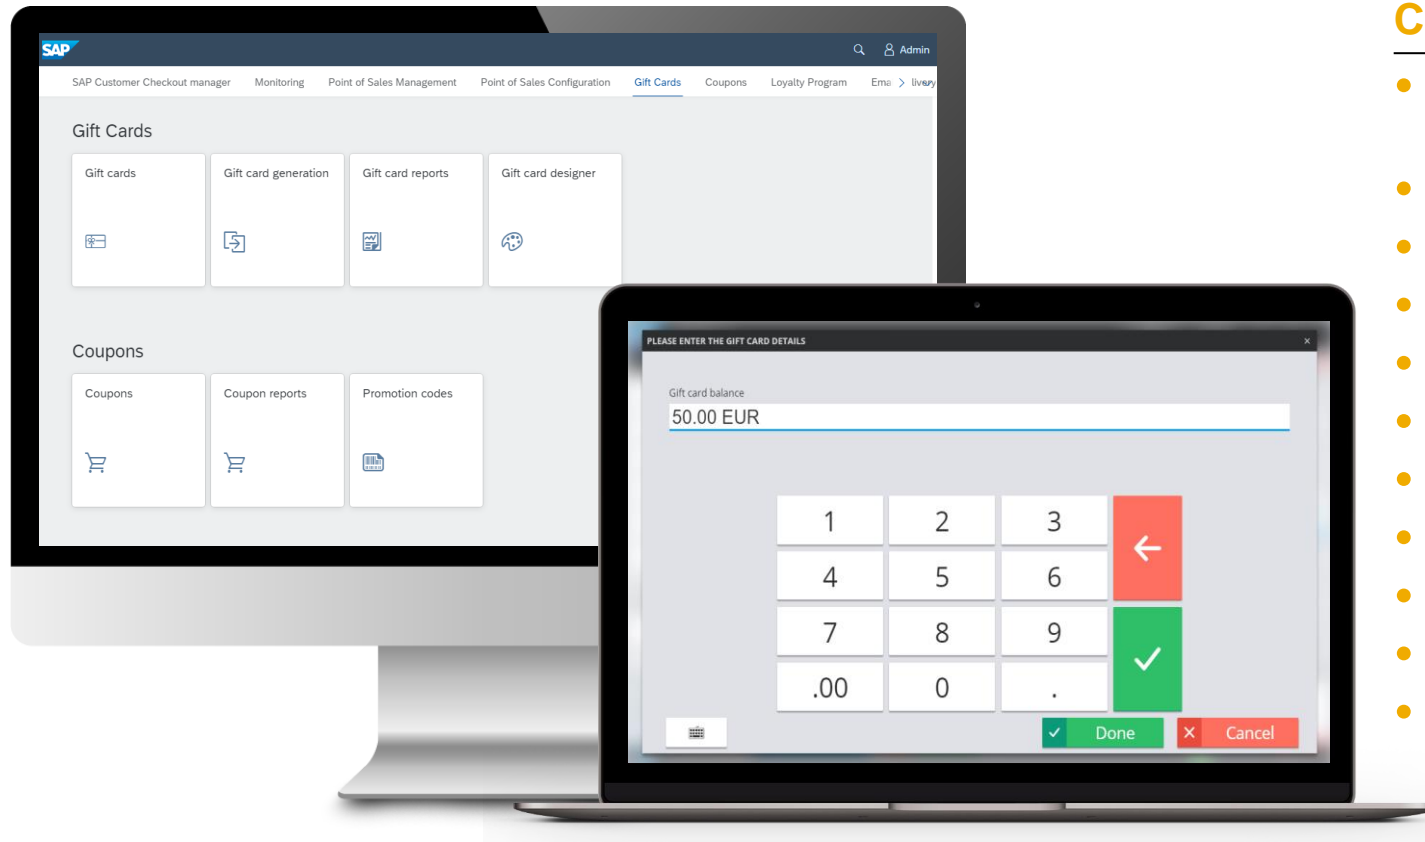 C
SAP
Admin
SAP Customer Checkout manager Monitoring Point of Sales Management Point of Sales Configuration Gift Cards Coupons Loyalty Program Ema > livery
Gift Cards
Gift cards Gift card generation Gift card reports Gift card designer
Coupons
Coupons Coupon reports Promotion codes
PLEASE ENTER THE GIFT CARD DETAILS ×
Gift card balance
50.00 EUR
1 2 3
4 5 6
7 8 9
.00 0 .
Done Cancel